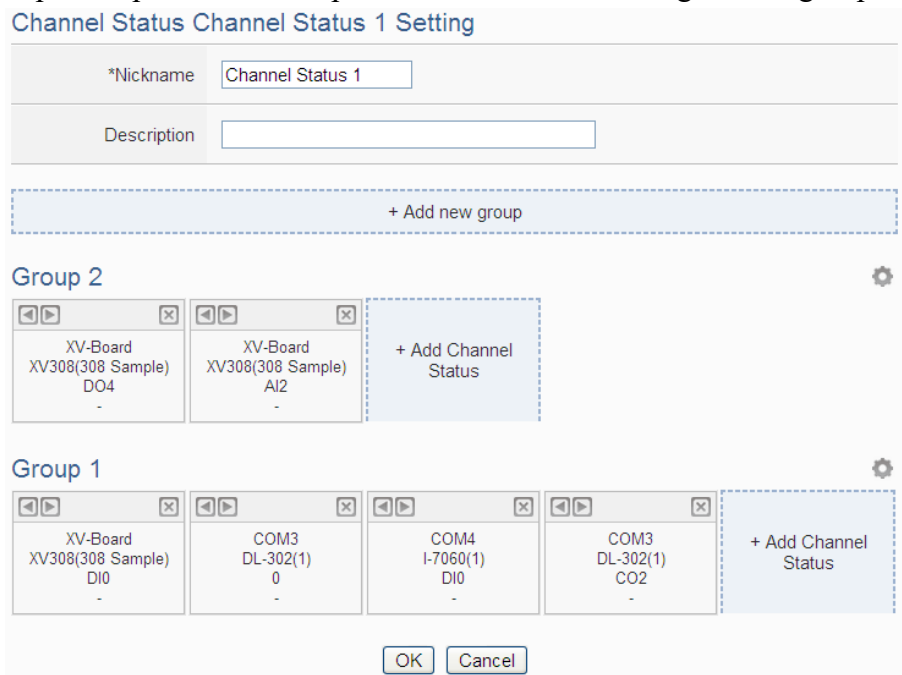 Channel Status Channel Status 1 Setting
*Nickname Channel Status 1
Description
+ Add new group
Group 2
XV-Board XV-Board
XV308(308 Sample) XV308(308 Sample) + Add Channel
DO4 AI2 Status
- -
Group 1
XV-Board COM3 COM4 COM3
XV308(308 Sample) DL-302(1) I-7060(1) DL-302(1) + Add Channel
DI0 0 DI0 CO2 Status
- - - -
OK Cancel